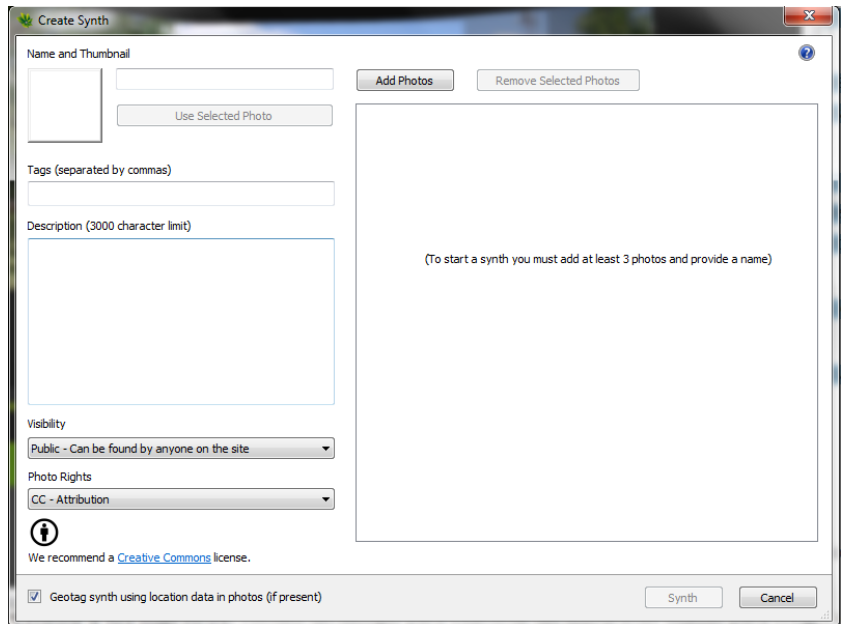 Create Synth
Name and Thumbnail
Use Selected Photo
Tags (separated by commas)
Description (3000 character limit)
Visibility
Public - Can be found by anyone on the site
Photo Rights
CC - Attribution
We recommend a Creative Commons license.
Add Photos
Remove Selected Photos
(To start a synth you must add at least 3 photos and provide a name)
Geotag synth using location data in photos (if present)
Synth
Cancel